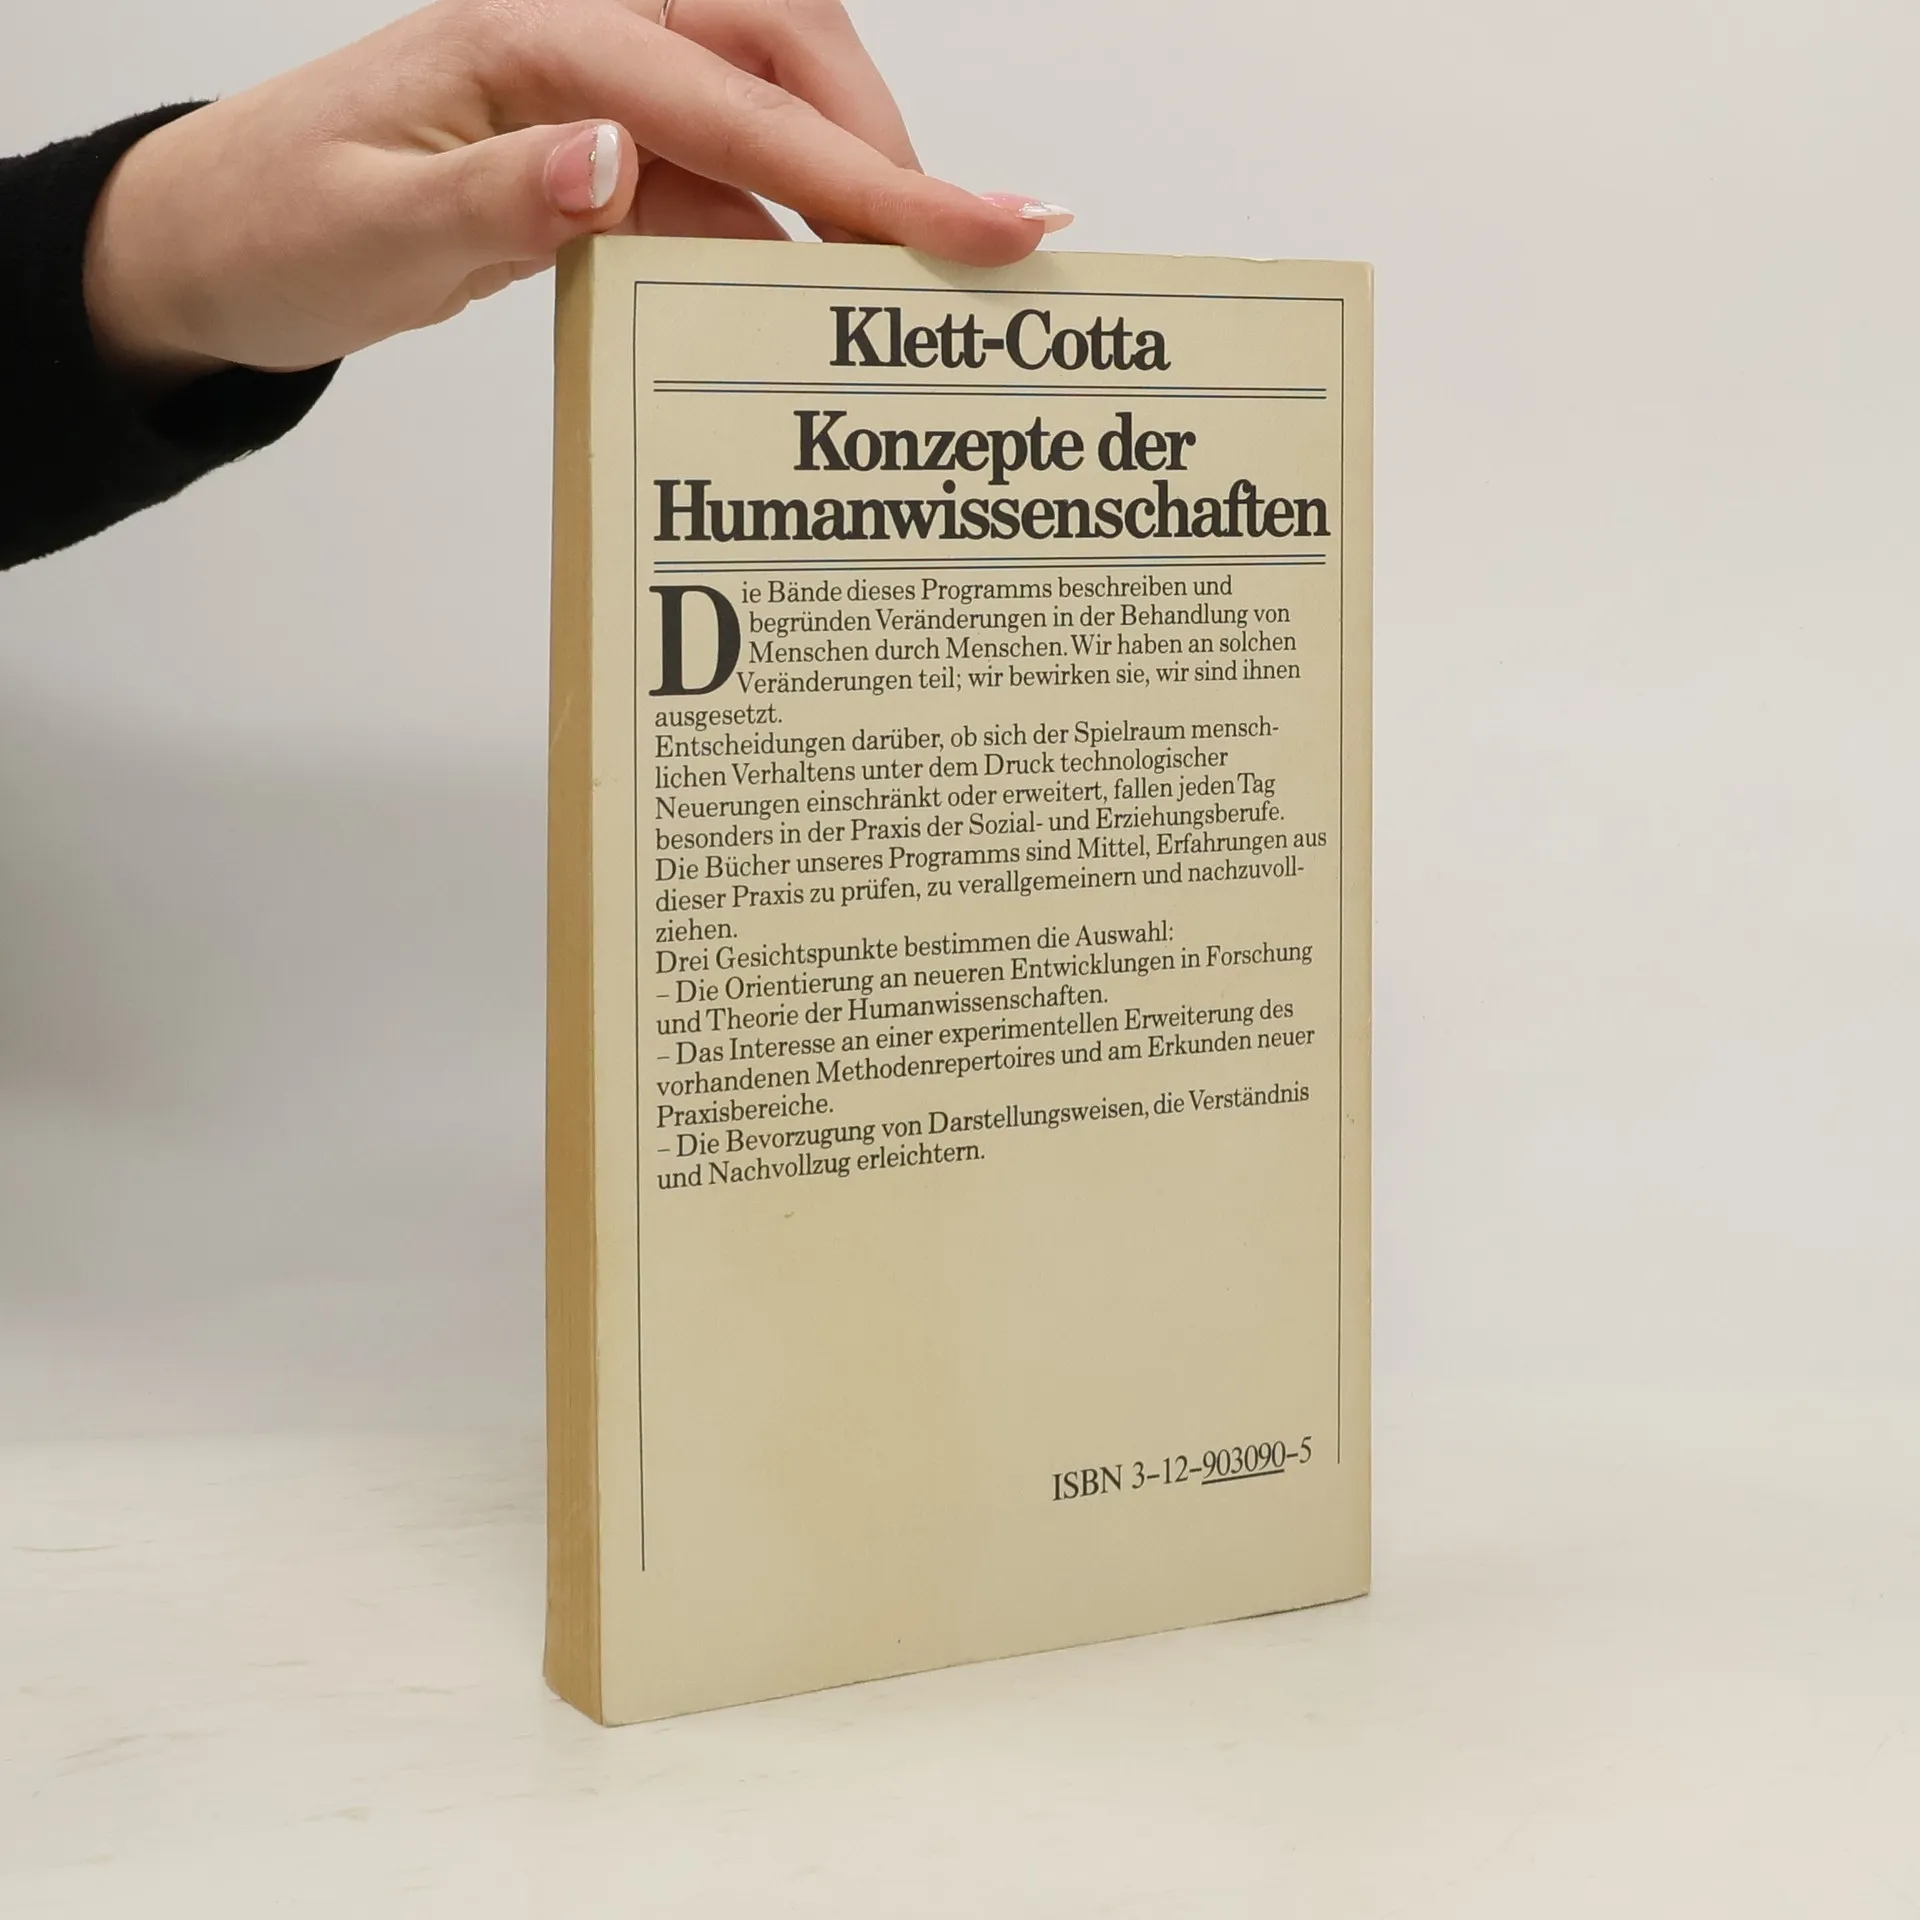 Klett-Cotta
Konzepte der
Humanwissenschaften
Die Bände dieses Programms beschreiben und
begründen Veränderungen in der Behandlung von
Menschen durch Menschen. Wir haben an solchen
Veränderungen teil; wir bewirken sie, wir sind ihnen
ausgesetzt.
Entscheidungen darüber, ob sich der Spielraum mensch-
lichen Verhaltens unter dem Druck technologischer
Neuerungen einschränkt oder erweitert, fallen jeden Tag
besonders in der Praxis der Sozial- und Erziehungsberufe.
Die Bücher unseres Programms sind Mittel, Erfahrungen aus
dieser Praxis zu prüfen, zu verallgemeinern und nachzuvoll-
ziehen.
Drei Gesichtspunkte bestimmen die Auswahl:
– Die Orientierung an neueren Entwicklungen in Forschung
und Theorie der Humanwissenschaften.
– Das Interesse an einer experimentellen Erweiterung des
vorhandenen Methodenrepertoires und am Erkunden neuer
Praxisbereiche.
– Die Bevorzugung von Darstellungsweisen, die Verständnis
und Nachvollzug erleichtern.
ISBN 3-12-903090-5